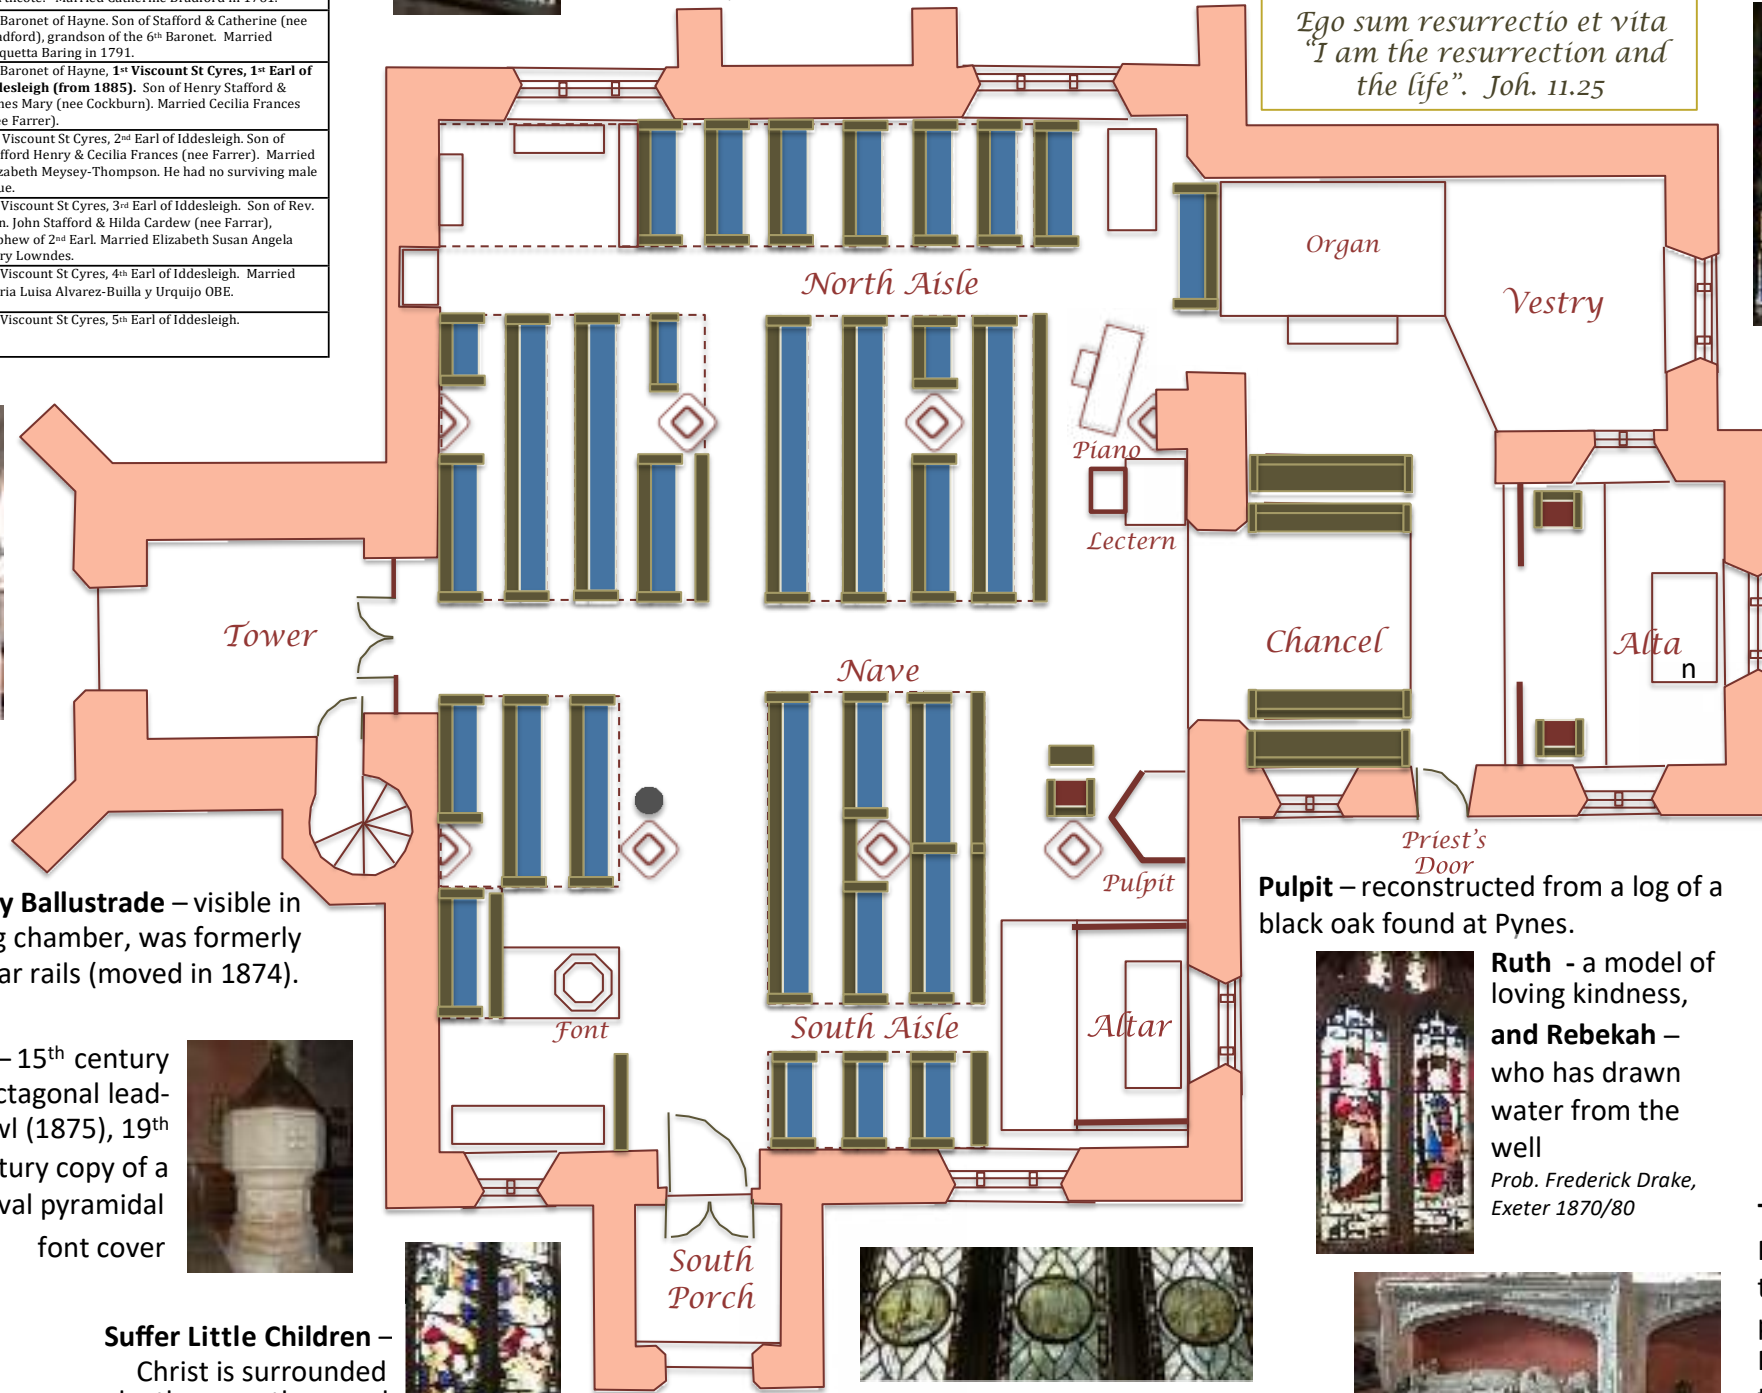 Married Catherine Bradford in 1761.
Baronet of Hayne. Son of Stafford & Catherine (nee
adford), grandson of the 6th Baronet. Married
quetta Baring in 1791.
Baronet of Hayne, 1st Viscount St Cyres, 1st Earl of
desleigh (from 1885). Son of Henry Stafford &
nes Mary (nee Cockburn). Married Cecilia Frances
ee Farrer).
Viscount St Cyres, 2nd Earl of Iddesleigh. Son of
fford Henry & Cecilia Frances (nee Farrer). Married
zabeth Meysey-Thompson. He had no surviving male
ue.
Viscount St Cyres, 3rd Earl of Iddesleigh. Son of Rev.
n. John Stafford & Hilda Cardew (nee Farrar),
phew of 2nd Earl. Married Elizabeth Susan Angela
ry Lowndes.
Viscount St Cyres, 4th Earl of Iddesleigh. Married
ria Luisa Alvarez-Builla y Urquijo OBE.
Viscount St Cyres, 5th Earl of Iddesleigh.
Ego sum resurrectio et vita
“I am the resurrection and
the life”. Joh. 11.25
Organ
North Aisle
Vestry
Piano
Lectern
Tower
Chancel
Alta
n
Nave
Priest's
Door
Pulpit
Font
South Aisle
Altar
South
Porch
y Ballustrade – visible in
g chamber, was formerly
ar rails (moved in 1874).
– 15th century
ctagonal lead-
wl (1875), 19th
tury copy of a
val pyramidal
font cover
Suffer Little Children –
Christ is surrounded
Pulpit – reconstructed from a log of a
black oak found at Pynes.
Ruth - a model of
loving kindness,
and Rebekah –
who has drawn
water from the
well
Prob. Frederick Drake,
Exeter 1870/80